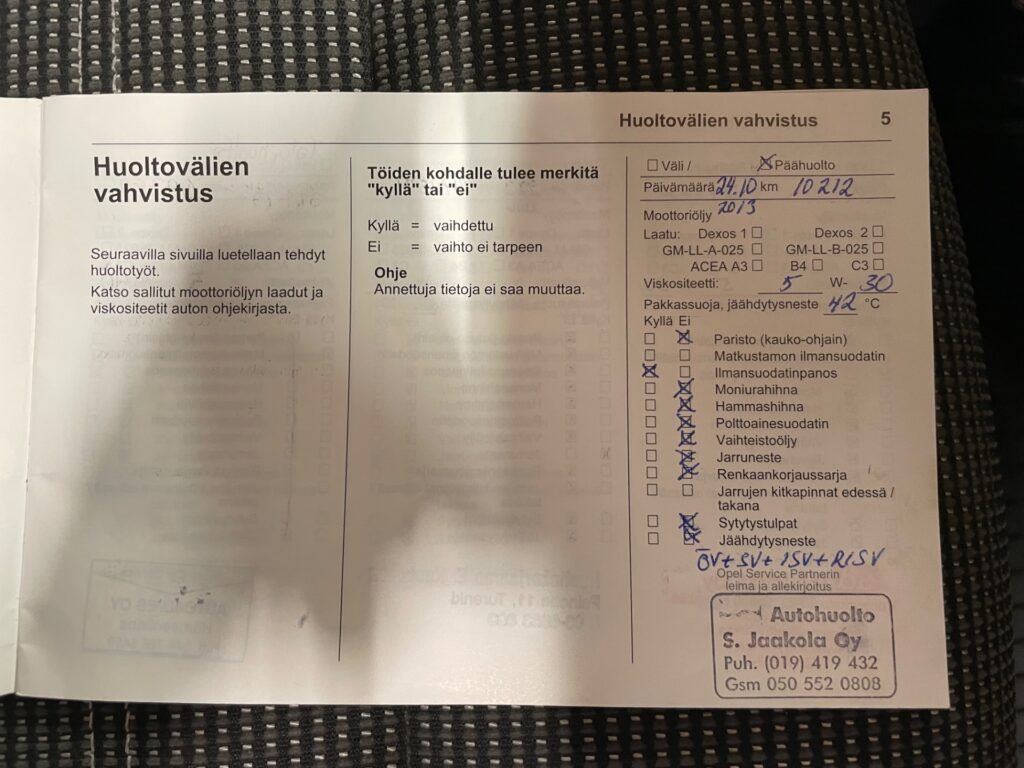 Huoltovälien vahvistus 5
Huoltovälien
vahvistus
Seuraavilla sivuilla luetellaan tehdyt
huoltotyöt.
Katso sallitut moottoriöljyn laadut ja
viskositeetit auton ohjekirjasta.
Töiden kohdalle tulee merkitä
"kyllä" tai "ei"
Kyllä = vaihdettu
Ei = vaihto ei tarpeen
Ohje
Annettuja tietoja ei saa muuttaa.
☐ Väli / ☒ Päähuolto
Päivämäärä 24.10 km 10 212
2013
Moottoriöljy
Laatu: Dexos 1 ☐ Dexos 2 ☐
GM-LL-A-025 ☐ GM-LL-B-025 ☐
ACEA A3 ☐ B4 ☐ C3 ☐
Viskositeetti: 5 W- 30
Pakkassuoja, jäähdytysneste 42 °C
Kyllä Ei
☐ ☒ Paristo (kauko-ohjain)
☐ ☐ Matkustamon ilmansuodatin
☒ ☐ Ilmansuodatinpanos
☐ ☒ Moniurahihna
☐ ☒ Hammashihna
☐ ☒ Polttoainesuodatin
☐ ☒ Vaihteistoöljy
☐ ☒ Jarruneste
☐ ☒ Renkaankorjaussarja
☐ ☐ Jarrujen kitkapinnat edessä /
takana
☐ ☒ Sytytystulpat
☐ ☒ Jäähdytysneste
ÖV+SV+ ISV+RISV
Opel Service Partnerin
leima ja allekirjoitus
Autohuolto
S. Jaakola Oy
Puh. (019) 419 432
Gsm 050 552 0808